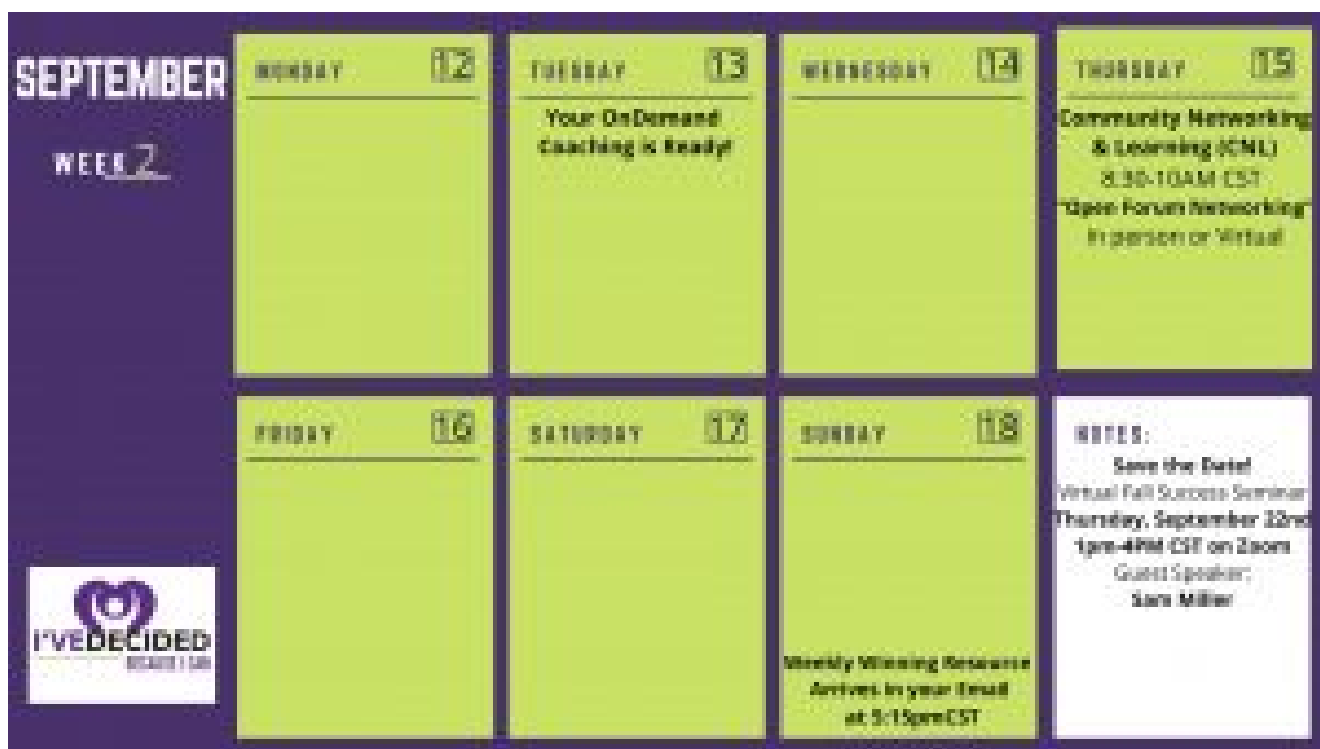 SEPTEMBER
WEEK 2
MONDAY 12
TUESDAY 13
Your OnDemand
Coaching is Ready!
WEDNESDAY 14
THURSDAY 15
Community Networking
& Learning (CNL)
8:30-10AM CST
"Open Forum Networking"
In person or Virtual
FRIDAY 16
SATURDAY 17
SUNDAY 18
Weekly Winning Resource
Arrives in your Email
at 5:15pmCST
NOTES:
Save the Date!
Virtual Fall Success Seminar
Thursday, September 22nd
1pm-4PM CST on Zoom
Guest Speaker:
Sam Miller
I'VEDECIDED
BECAUSE I CAN